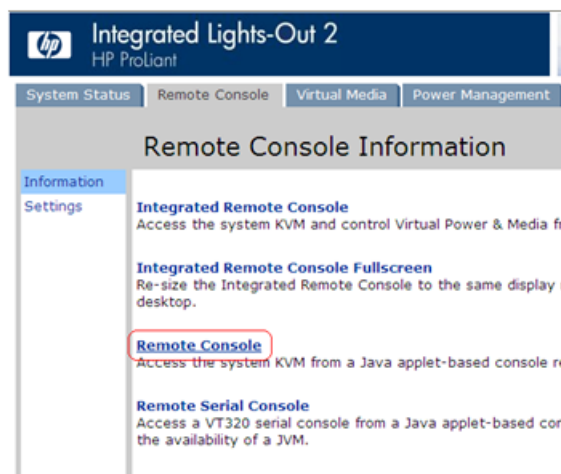 hp
Integrated Lights-Out 2
HP ProLiant
System Status Remote Console Virtual Media Power Management
Remote Console Information
Information
Settings
Integrated Remote Console
Access the system KVM and control Virtual Power & Media
Integrated Remote Console Fullscreen
Re-size the Integrated Remote Console to the same display
desktop.
Remote Console
Access the system KVM from a Java applet-based console
Remote Serial Console
Access a VT320 serial console from a Java applet-based
the availability of a JVM.